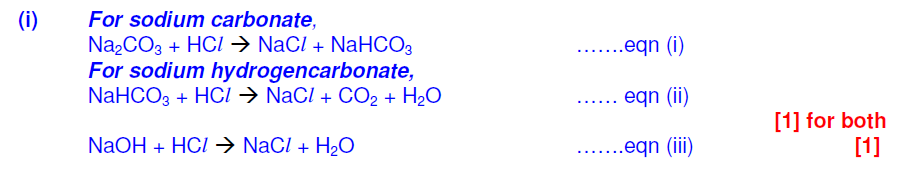 (i) For sodium carbonate,
Na₂CO₃ + HCl → NaCl + NaHCO₃ .......eqn (i)
For sodium hydrogencarbonate,
NaHCO₃ + HCl → NaCl + CO₂ + H₂O ...... eqn (ii)
[1] for both
NaOH + HCl → NaCl + H₂O .......eqn (iii) [1]